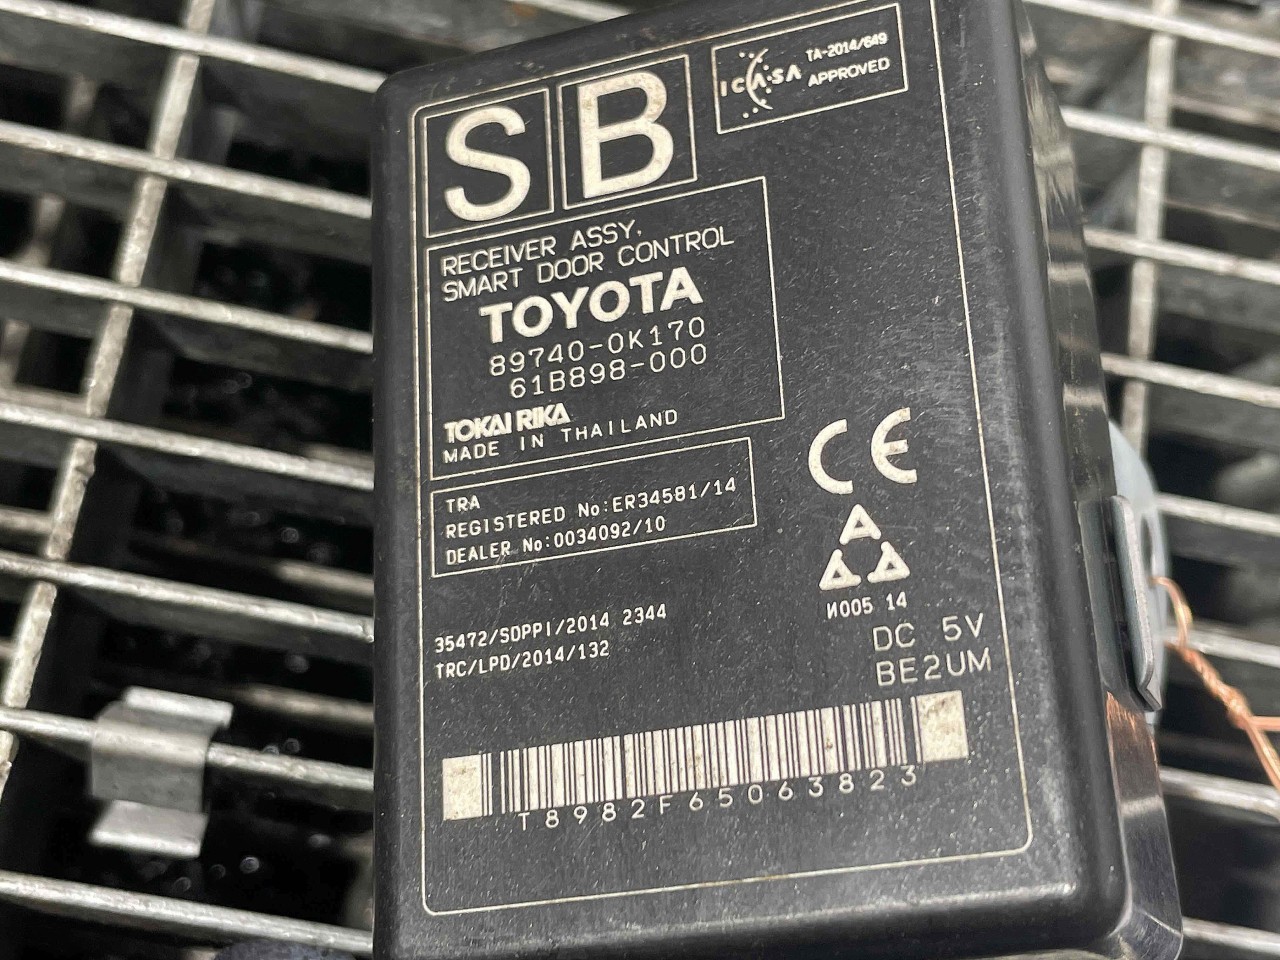 S B
ICASA TA-2014/649
APPROVED
RECEIVER ASSY,
SMART DOOR CONTROL
TOYOTA
89740-0K170
61B898-000
TOKAI RIKA
MADE IN THAILAND
TRA
REGISTERED No:ER34581/14
DEALER No:0034092/10
CE
A
И005 14
35472/SDPPI/2014 2344
TRC/LPD/2014/132
DC 5V
BE2UM
T8982F65063823